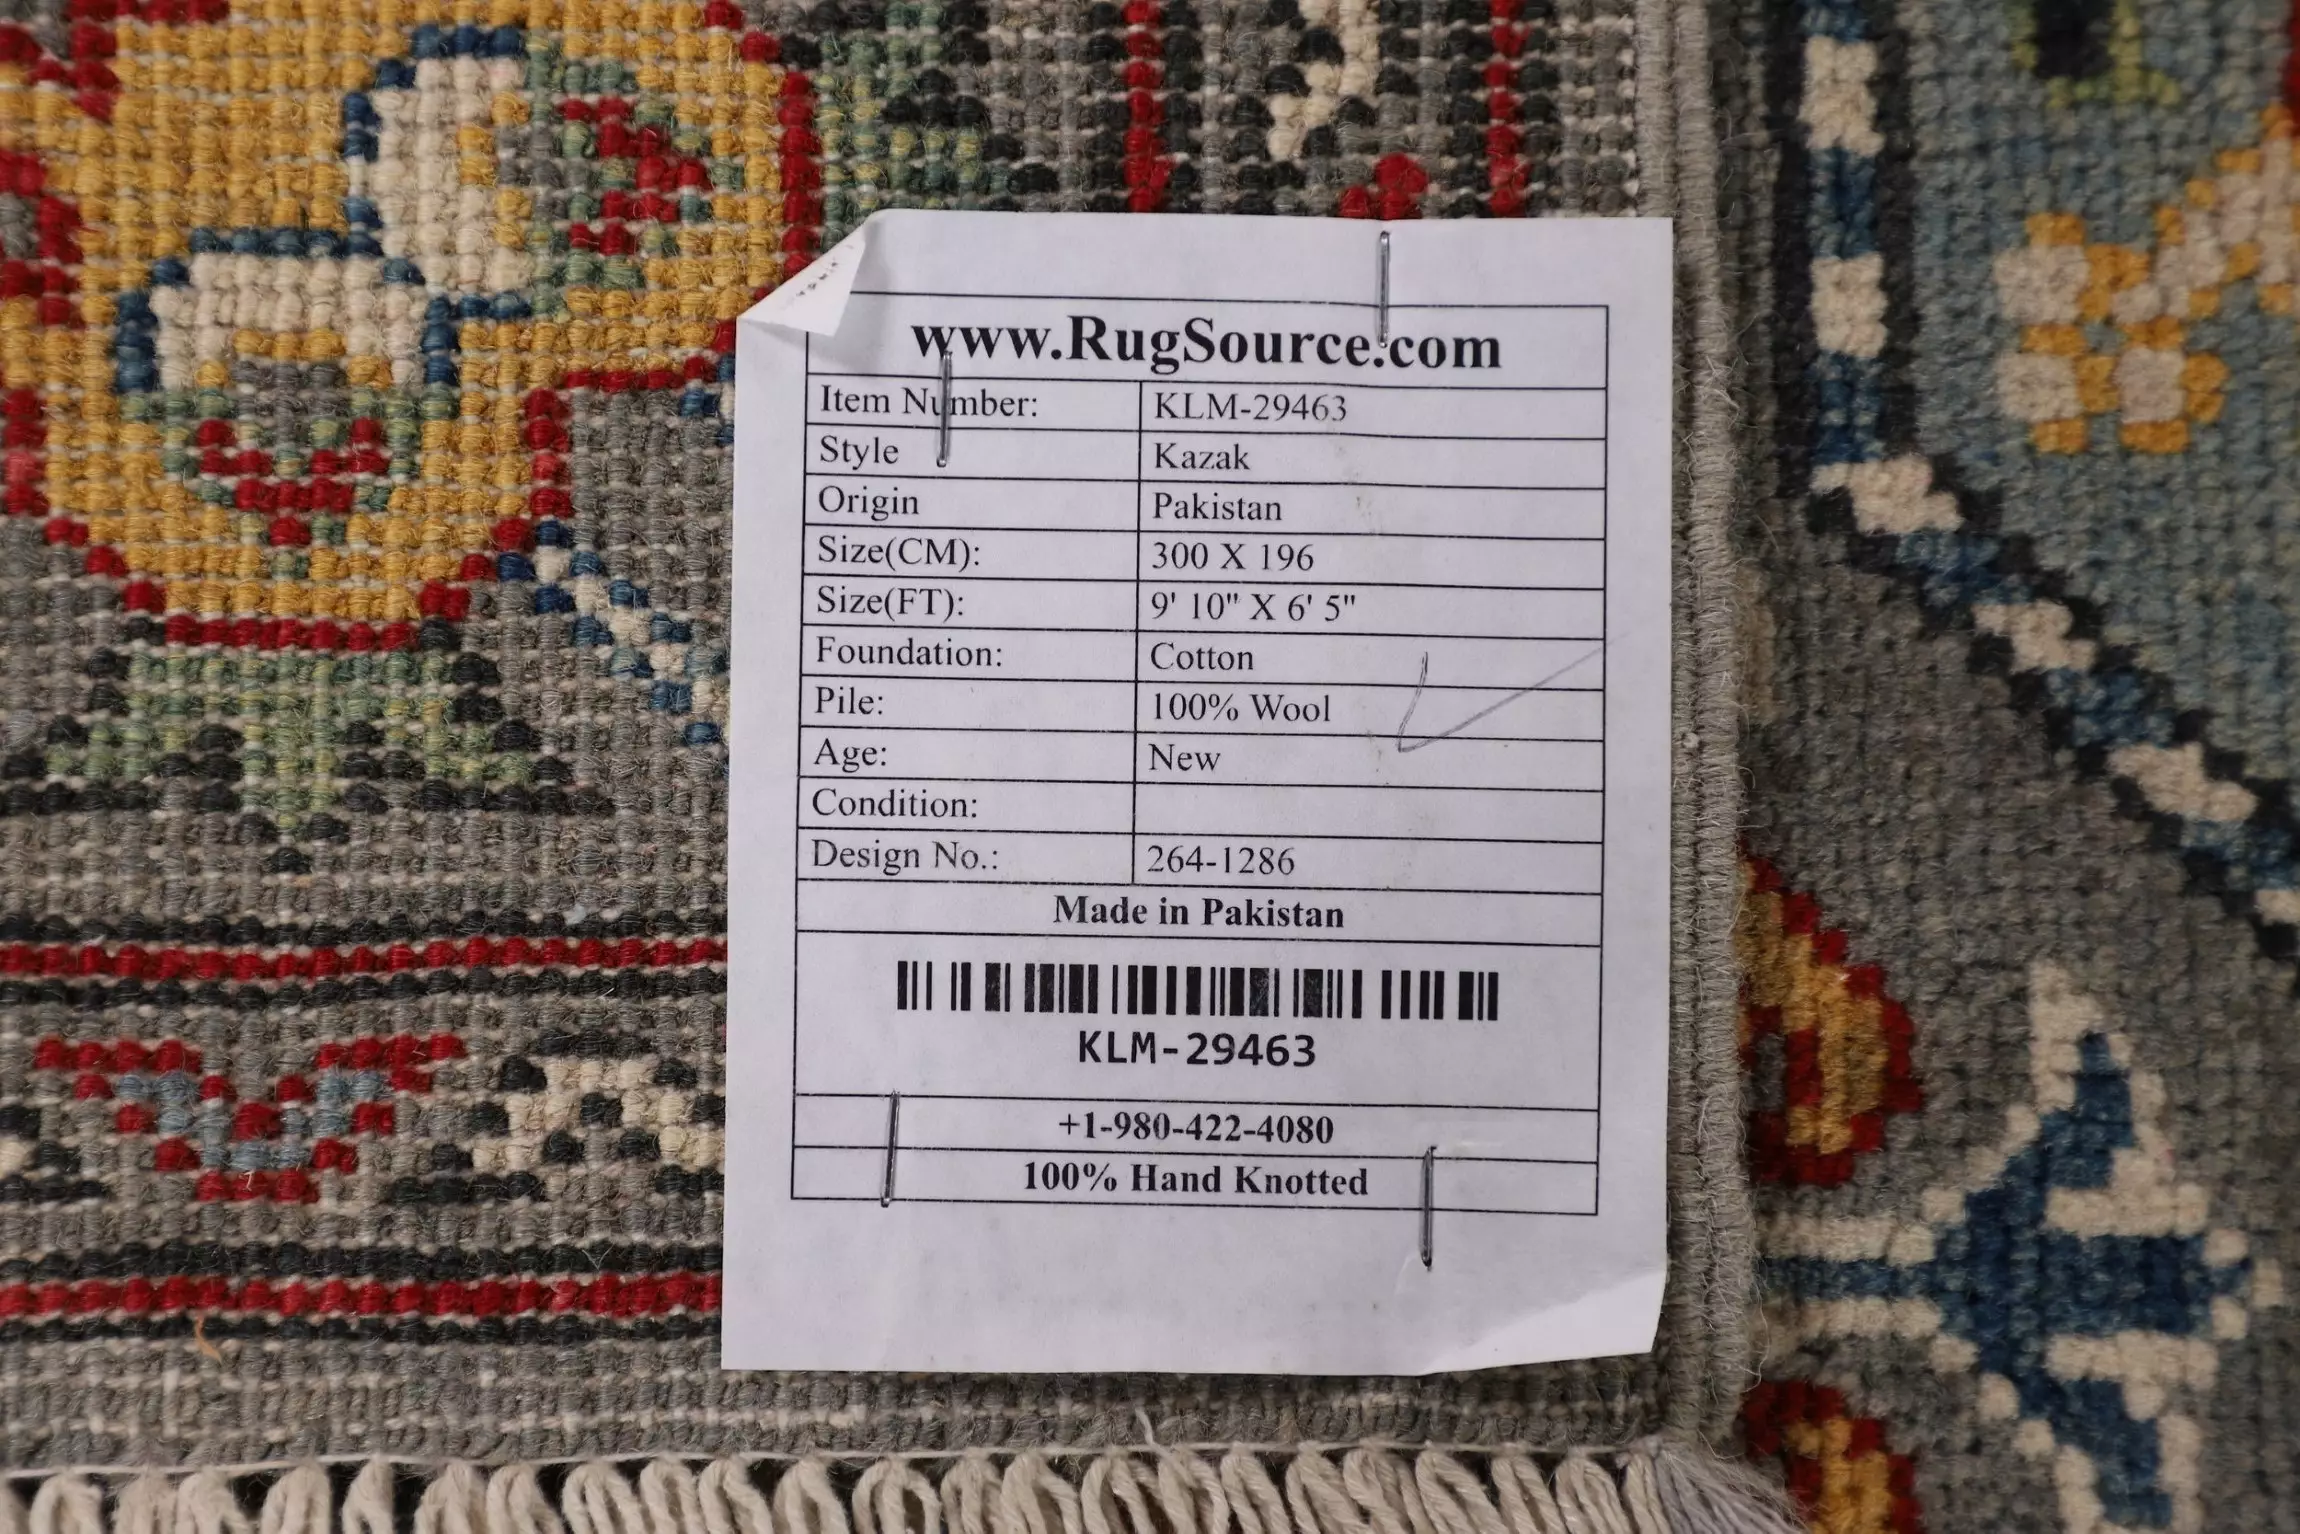 www.RugSource.com
Item Number: KLM-29463
Style Kazak
Origin Pakistan
Size(CM): 300 X 196
Size(FT): 9' 10" X 6' 5"
Foundation: Cotton
Pile: 100% Wool
Age: New
Condition:
Design No.: 264-1286
Made in Pakistan
KLM-29463
+1-980-422-4080
100% Hand Knotted